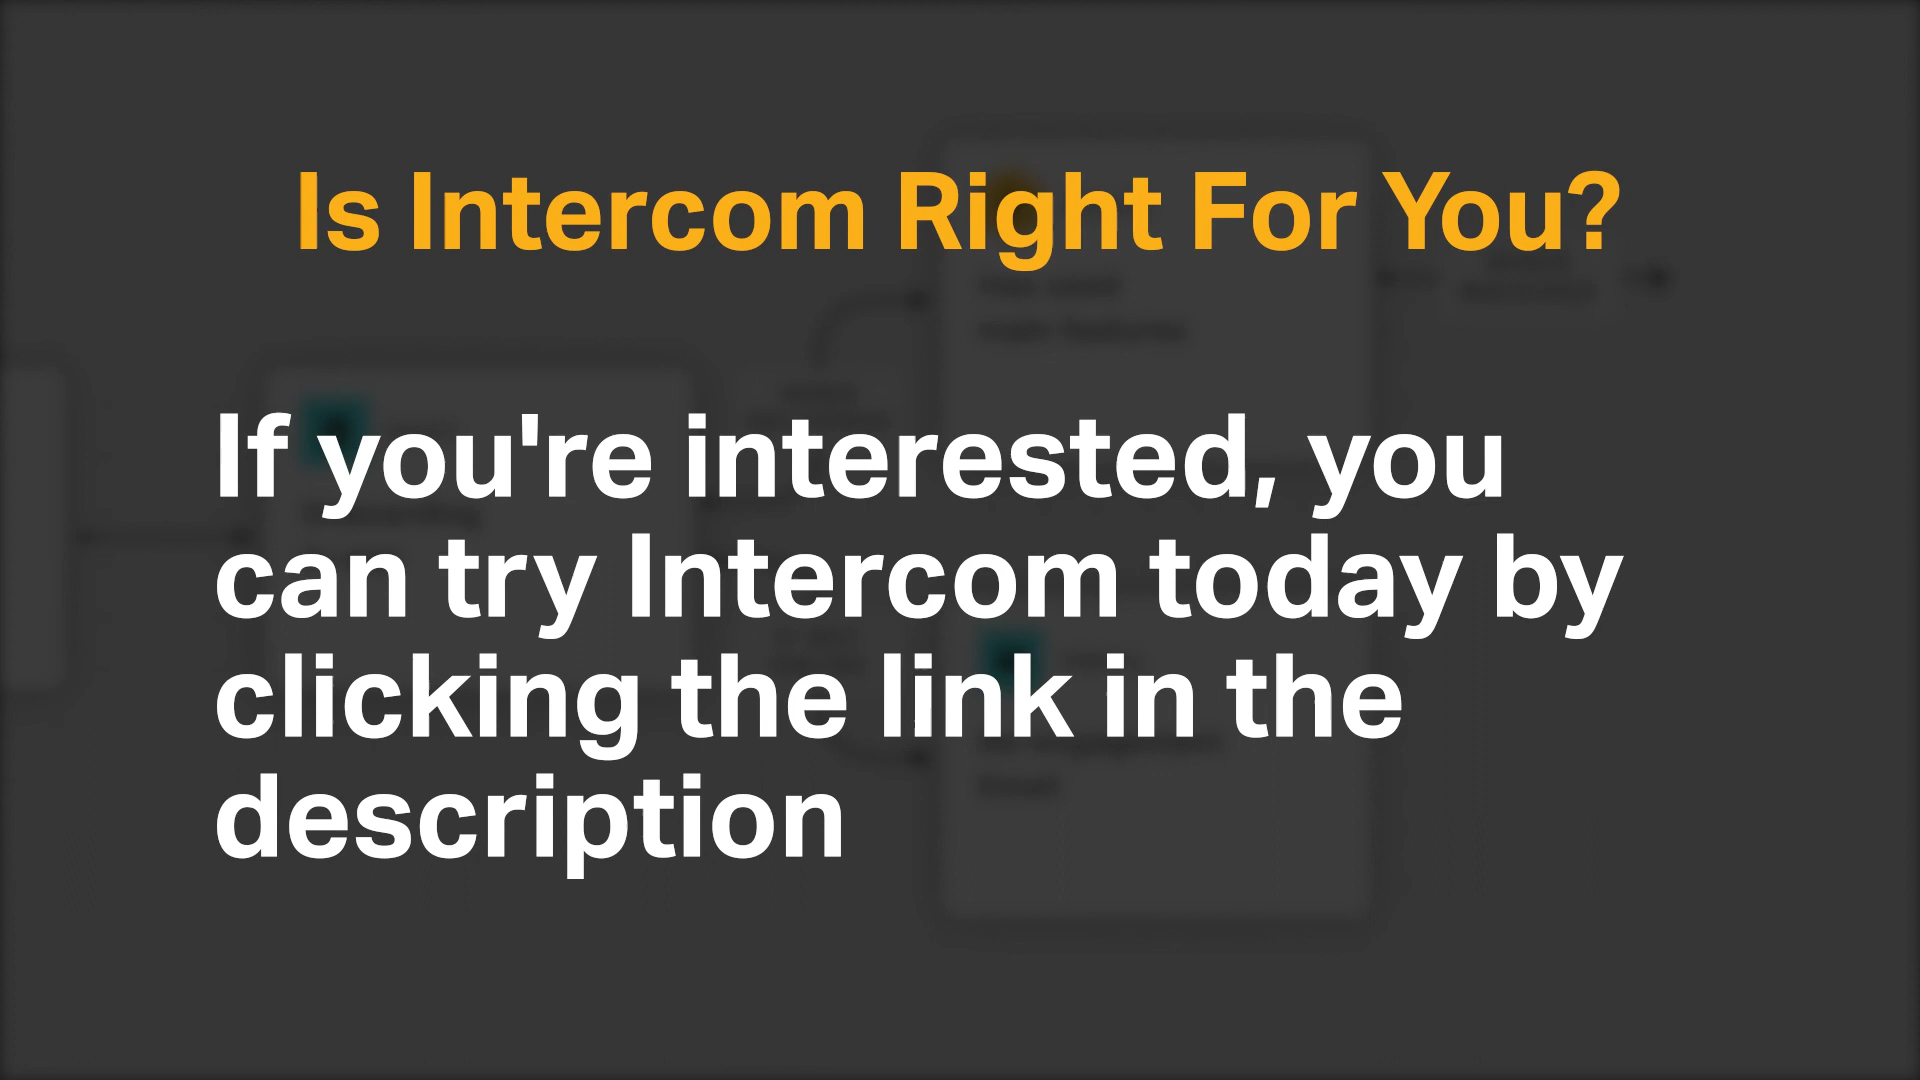 Is Intercom Right For You?
If you're interested, you
can try Intercom today by
clicking the link in the
description